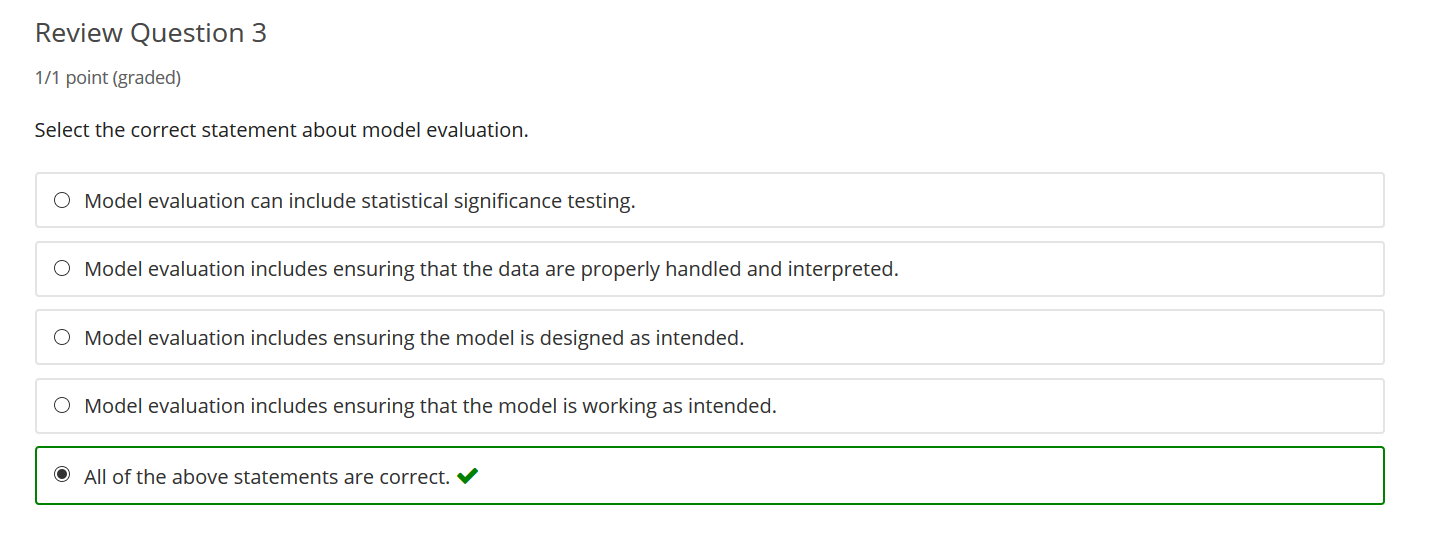 Review Question 3
1/1 point (graded)
Select the correct statement about model evaluation.
Model evaluation can include statistical significance testing.
Model evaluation includes ensuring that the data are properly handled and interpreted.
Model evaluation includes ensuring the model is designed as intended.
Model evaluation includes ensuring that the model is working as intended.
All of the above statements are correct.